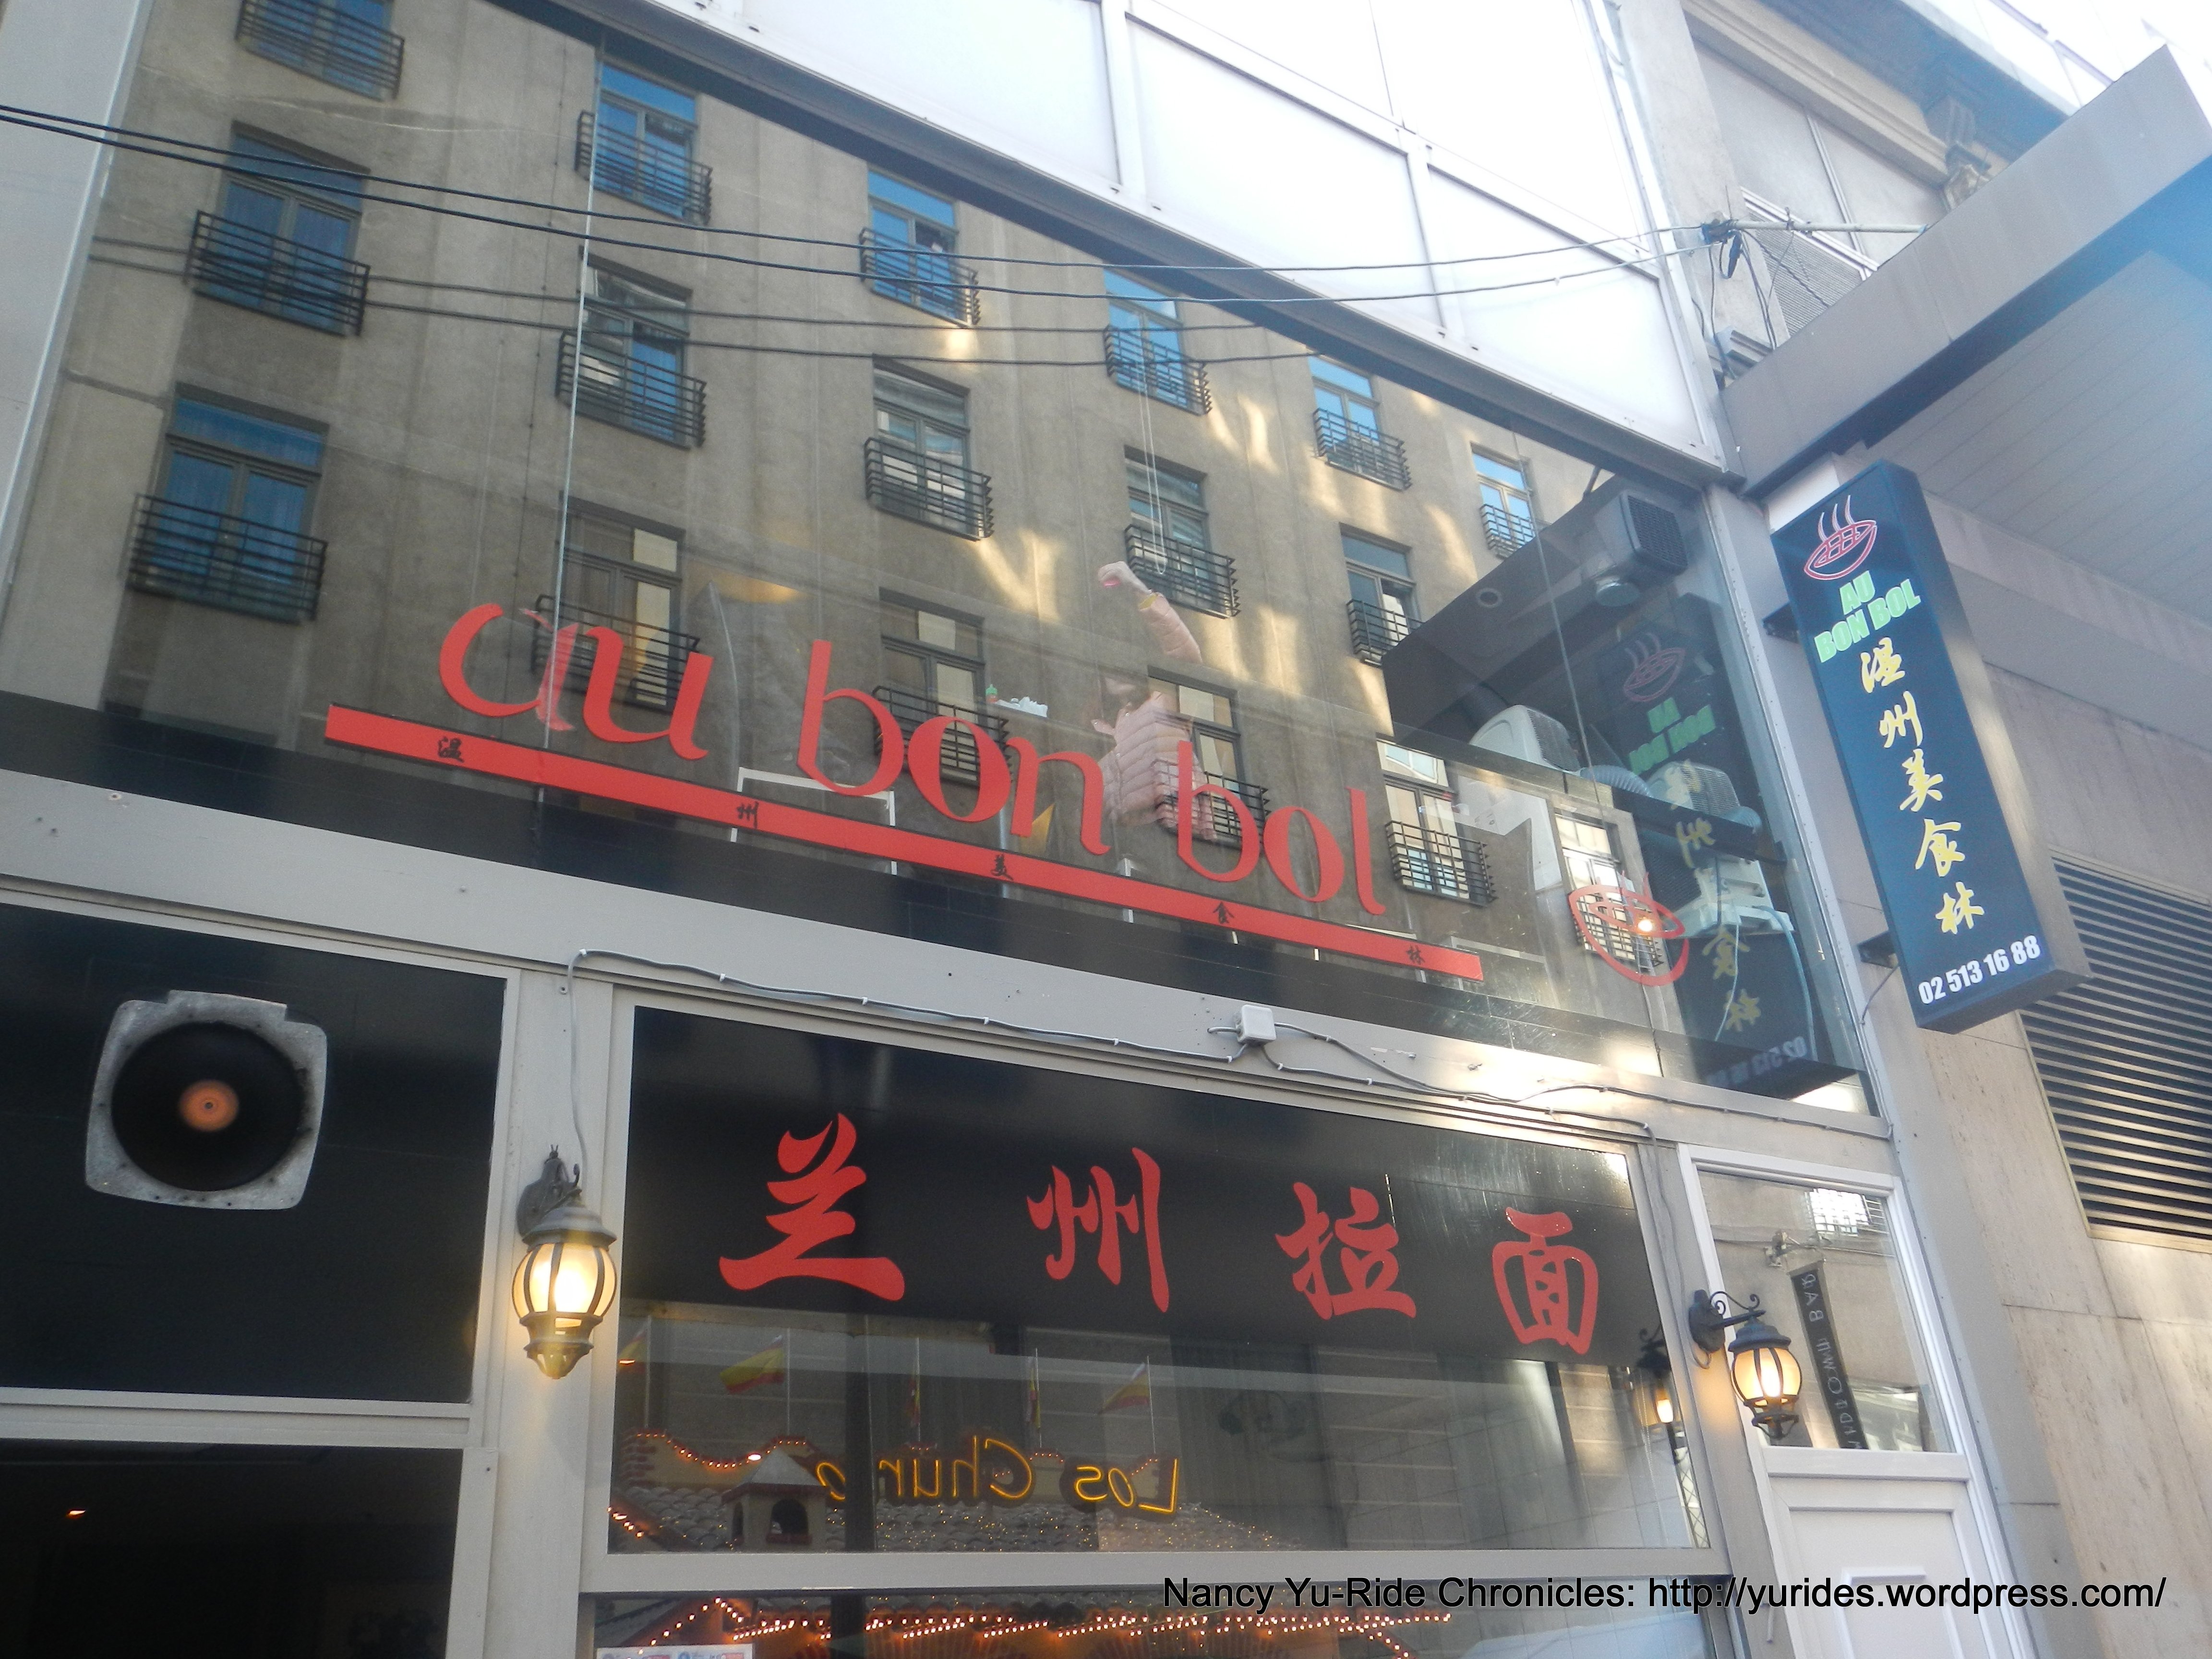 au bon bol
温州美食林
AU
BON BOL
温州美食林
02 513 16 88
兰州拉面
Los Chur
Nancy Yu-Ride Chronicles: http://yurides.wordpress.com/